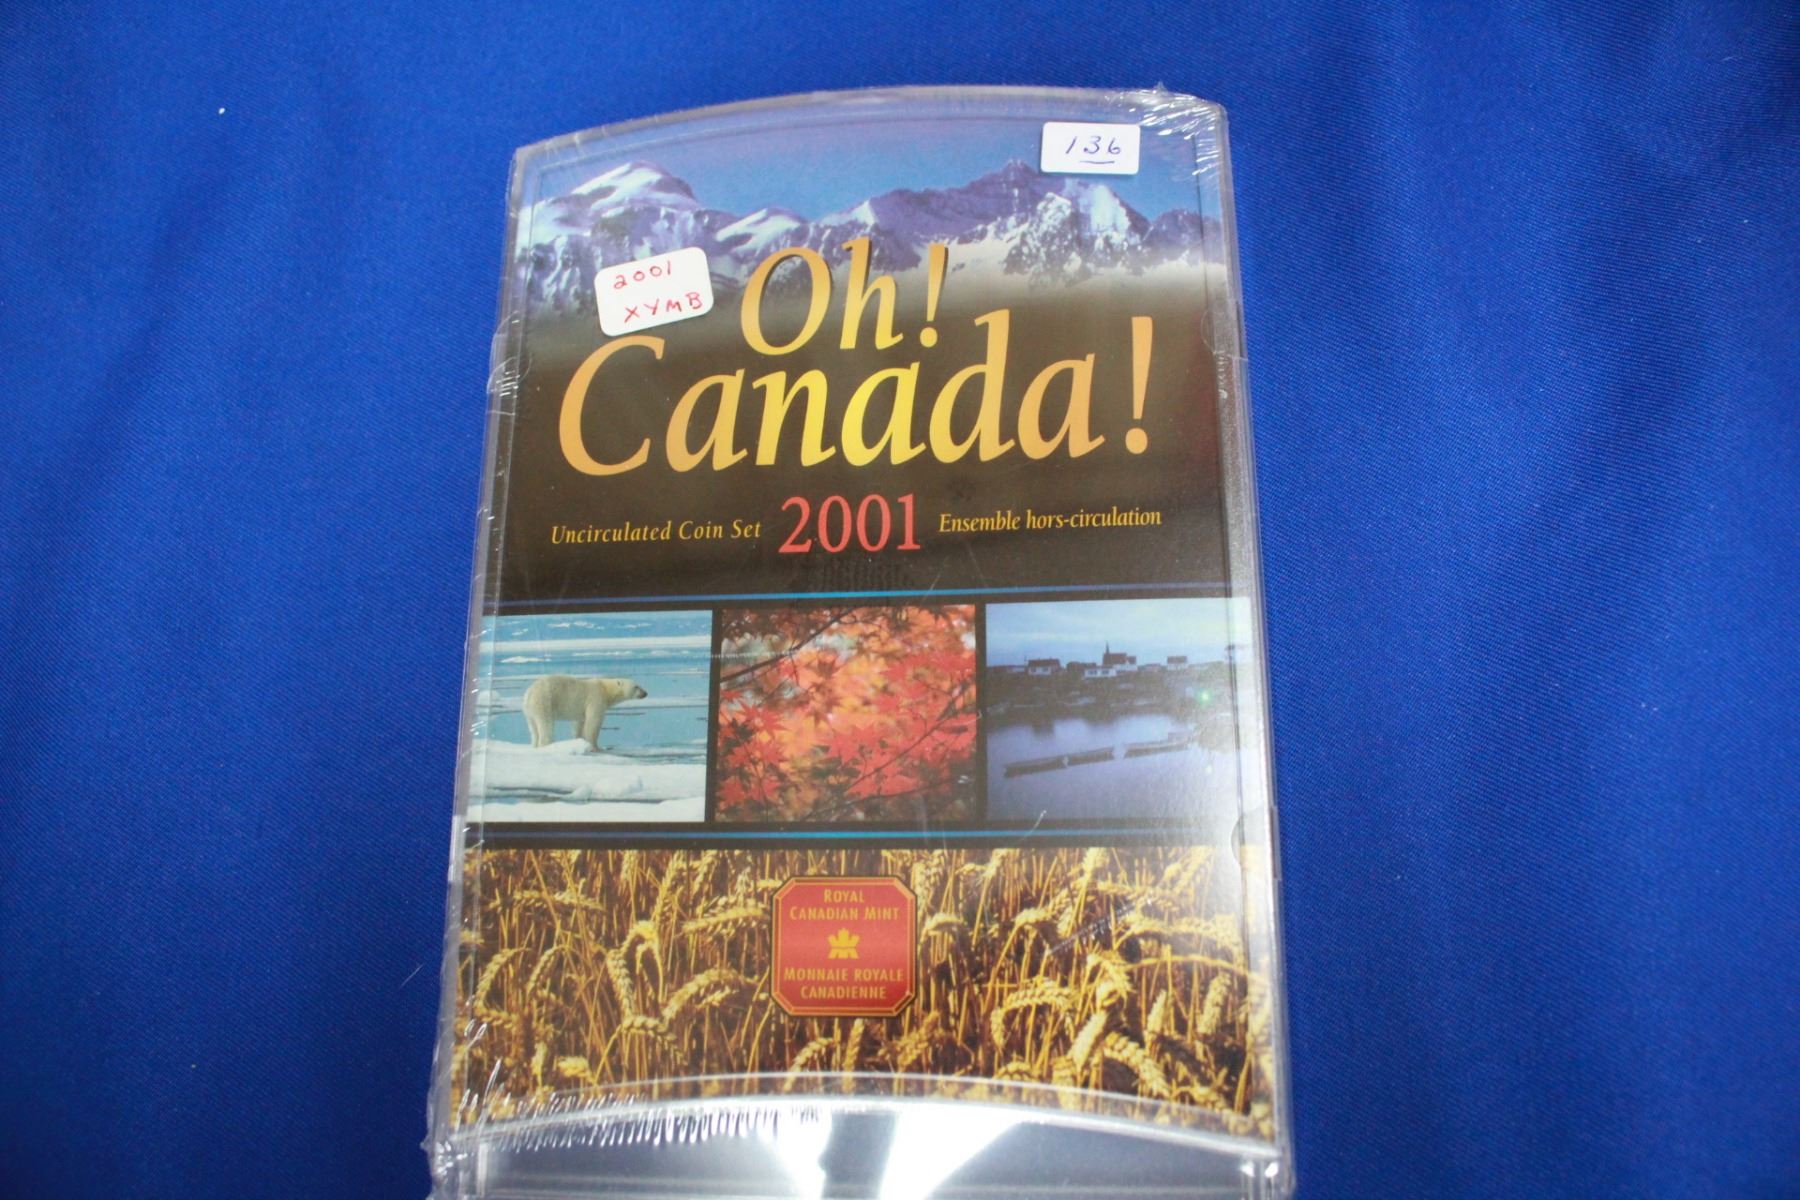 136
2001
XYMB
Oh!
Canada!
Uncirculated Coin Set 2001 Ensemble hors-circulation
ROYAL
CANADIAN MINT
MONNAIE ROYALE
CANADIENNE